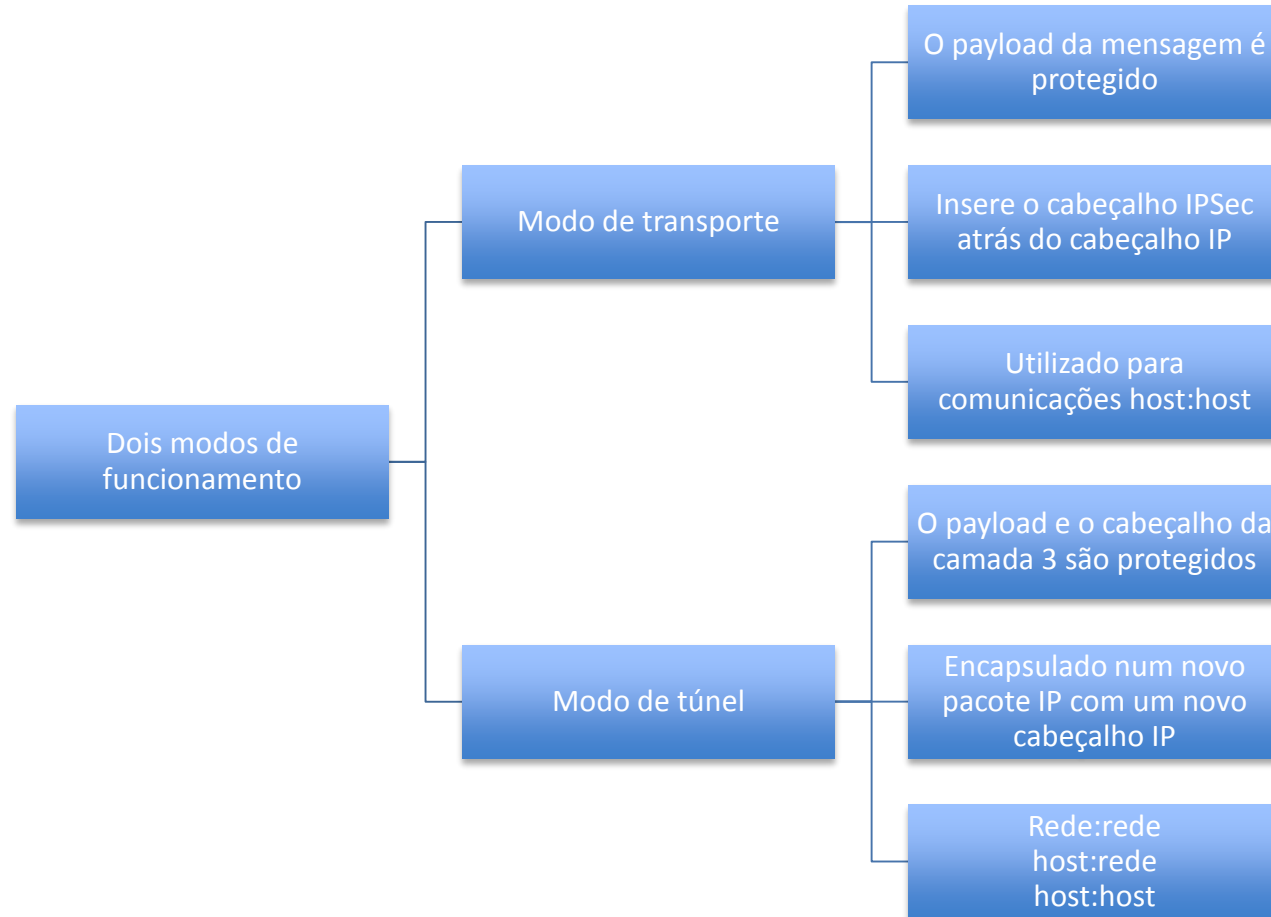 Dois modos de
funcionamento
Modo de transporte
O payload da mensagem é
protegido
Insere o cabeçalho IPSec
atrás do cabeçalho IP
Utilizado para
comunicações host:host
Modo de túnel
O payload e o cabeçalho da
camada 3 são protegidos
Encapsulado num novo
pacote IP com um novo
cabeçalho IP
Rede:rede
host:rede
host:host